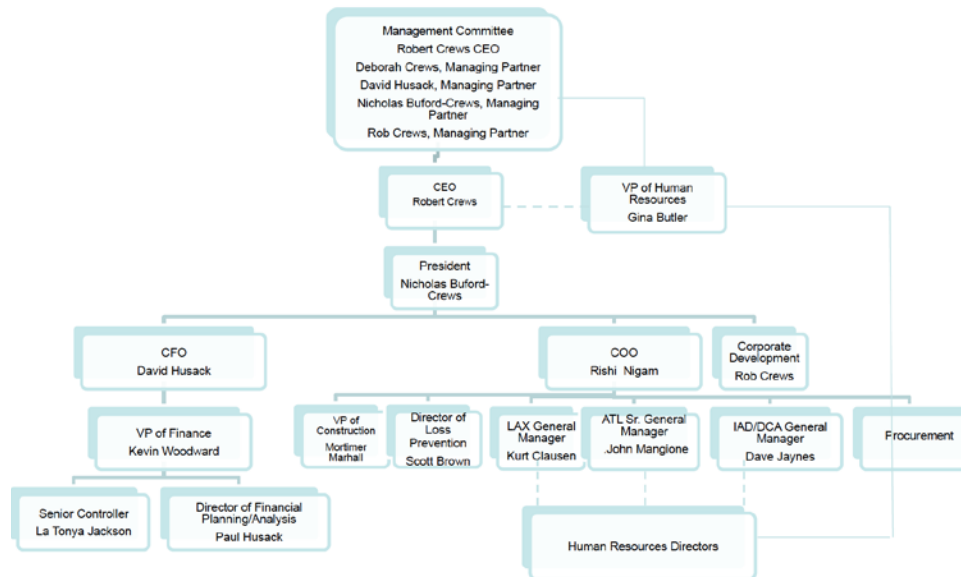 Management Committee
Robert Crews CEO
Deborah Crews, Managing Partner
David Husack, Managing Partner
Nicholas Buford-Crews, Managing
Partner
Rob Crews, Managing Partner
CEO
Robert Crews
VP of Human
Resources
Gina Butler
President
Nicholas Buford-
Crews
CFO
David Husack
COO
Rishi Nigam
Corporate
Development
Rob Crews
VP of Finance
Kevin Woodward
VP of
Construction
Mortimer
Marhall
Director of
Loss
Prevention
Scott Brown
LAX General
Manager
Kurt Clausen
ATL Sr. General
Manager
.John Mangione
IAD/DCA General
Manager
Dave Jaynes
Procurement
Senior Controller
La Tonya Jackson
Director of Financial
Planning/Analysis
Paul Husack
Human Resources Directors